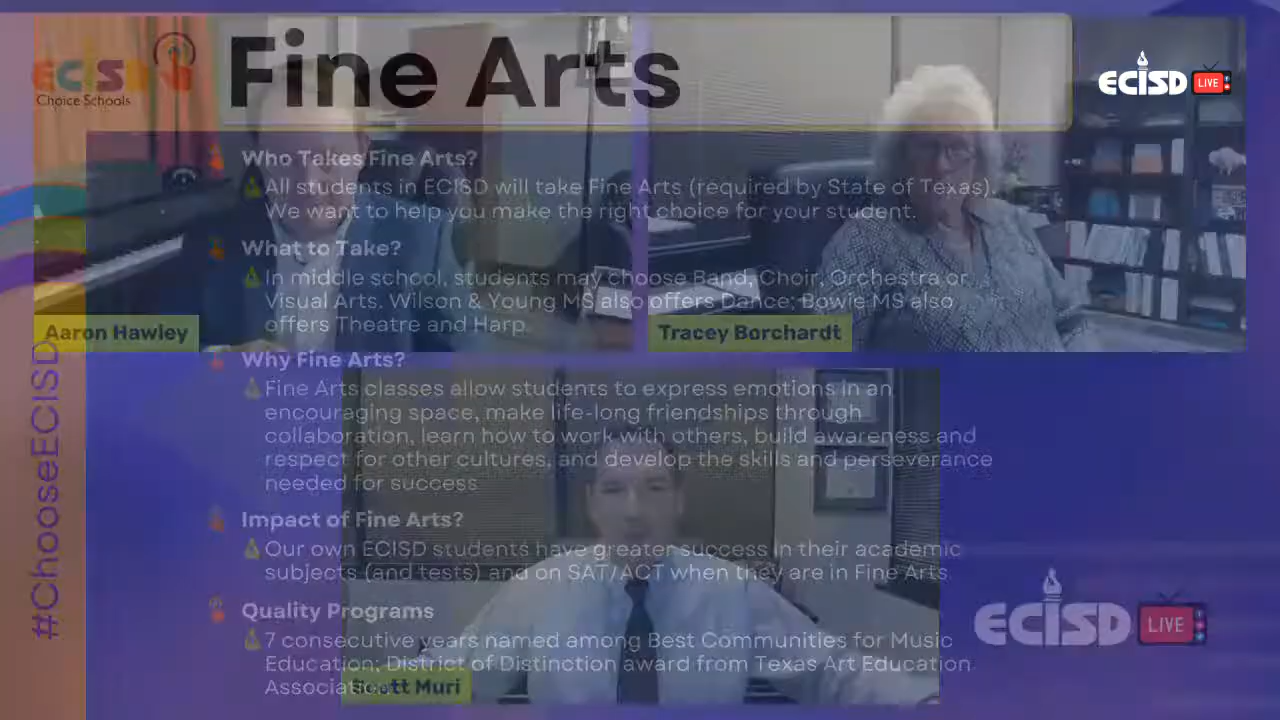 ECISD
Choice Schools
Fine Arts
ECISD LIVE
Who Takes Fine Arts?
All students in ECISD will take Fine Arts (required by State of Texas).
We want to help you make the right choice for your student.
What to Take?
In middle school, students may choose Band, Choir, Orchestra or
Visual Arts. Wilson & Young MS also offers Dance; Bowie MS also
offers Theatre and Harp.
Aaron Hawley
Tracey Borchardt
Why Fine Arts?
Fine Arts classes allow students to express emotions in an
encouraging space, make life-long friendships through
collaboration, learn how to work with others, build awareness and
respect for other cultures, and develop the skills and perseverance
needed for success
Impact of Fine Arts?
Our own ECISD students have greater success in their academic
subjects (and tests) and on SAT/ACT when they are in Fine Arts.
Quality Programs
7 consecutive years named among Best Communities for Music
Education; District of Distinction award from Texas Art Education
Association
Scott Muri
#ChooseECISD
ECISD LIVE